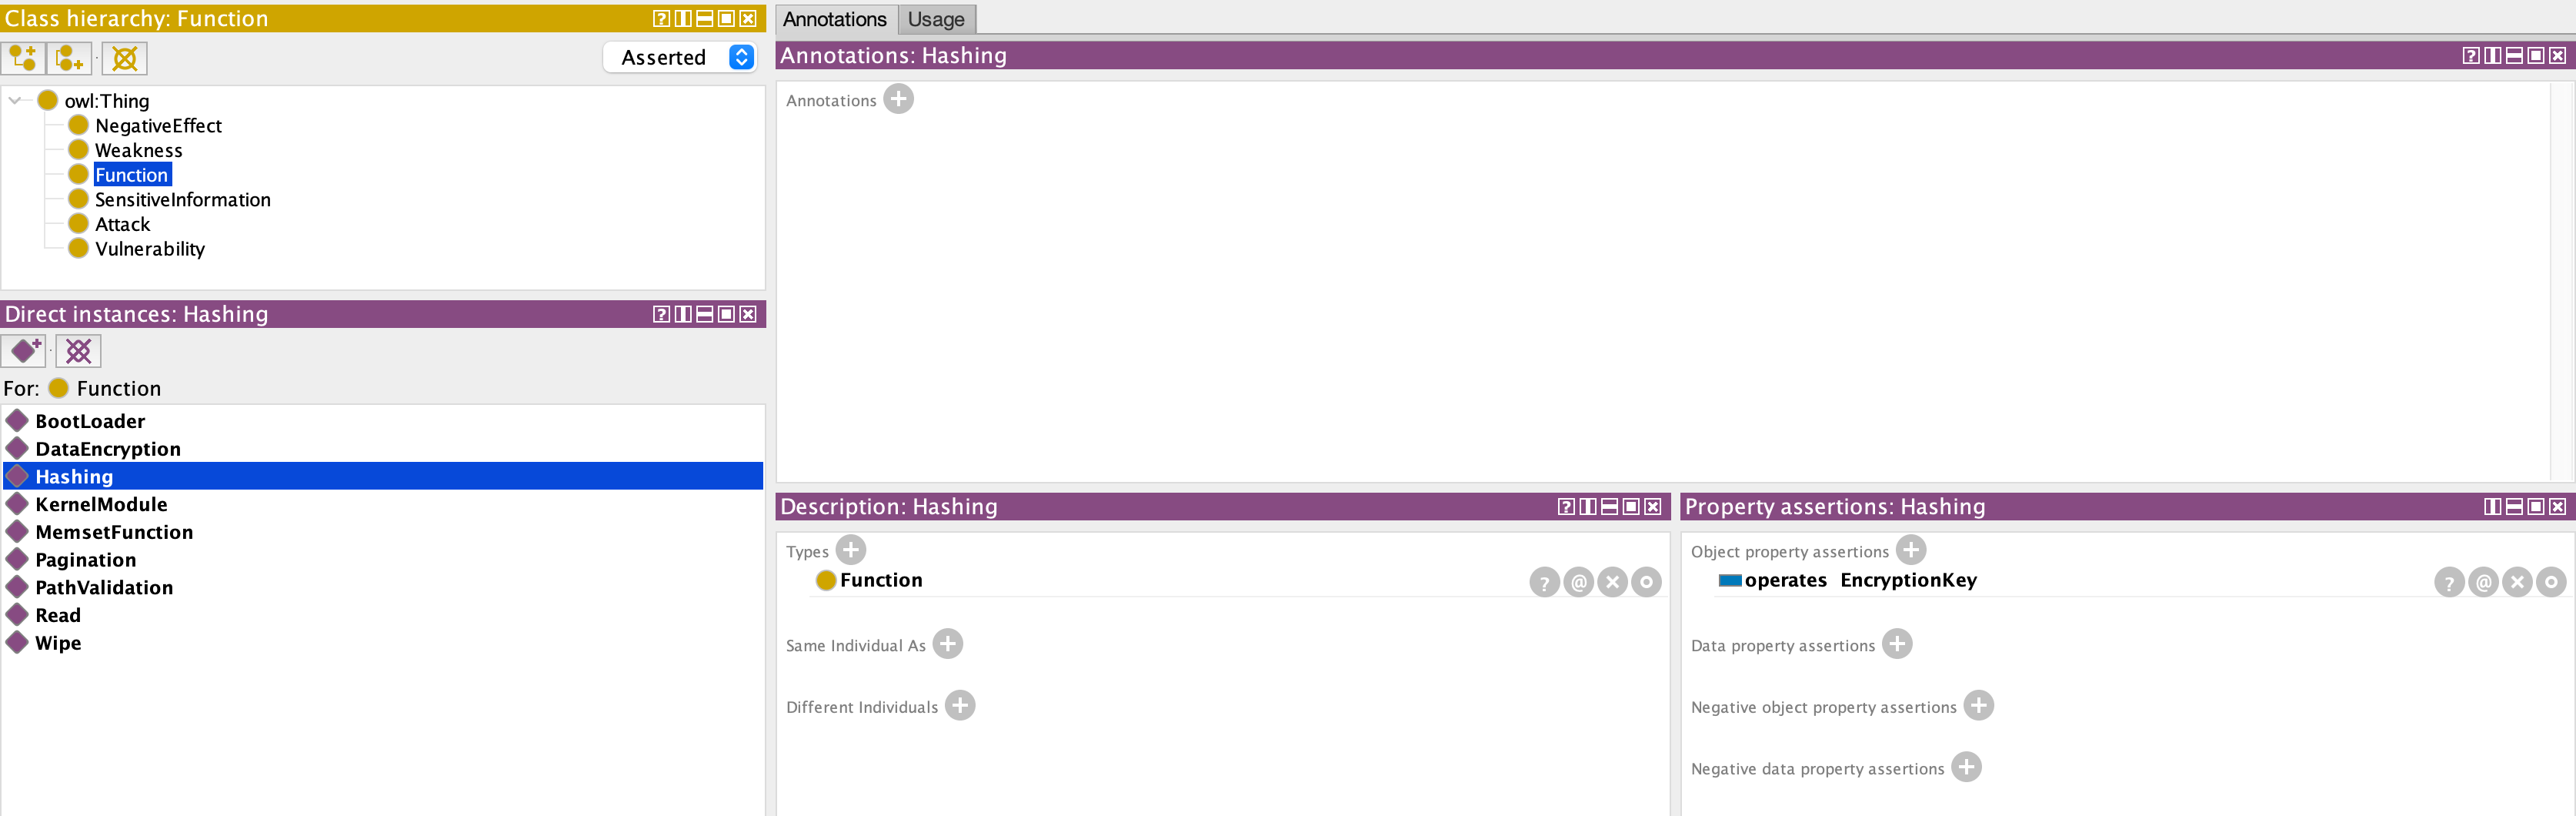 Class hierarchy: Function
Asserted
owl:Thing
NegativeEffect
Weakness
Function
SensitiveInformation
Attack
Vulnerability
Direct instances: Hashing
For: Function
BootLoader
DataEncryption
Hashing
KernelModule
MemsetFunction
Pagination
PathValidation
Read
Wipe
Annotations Usage
Annotations: Hashing
Annotations
Description: Hashing
Types
Function
Same Individual As
Different Individuals
Property assertions: Hashing
Object property assertions
operates EncryptionKey
Data property assertions
Negative object property assertions
Negative data property assertions